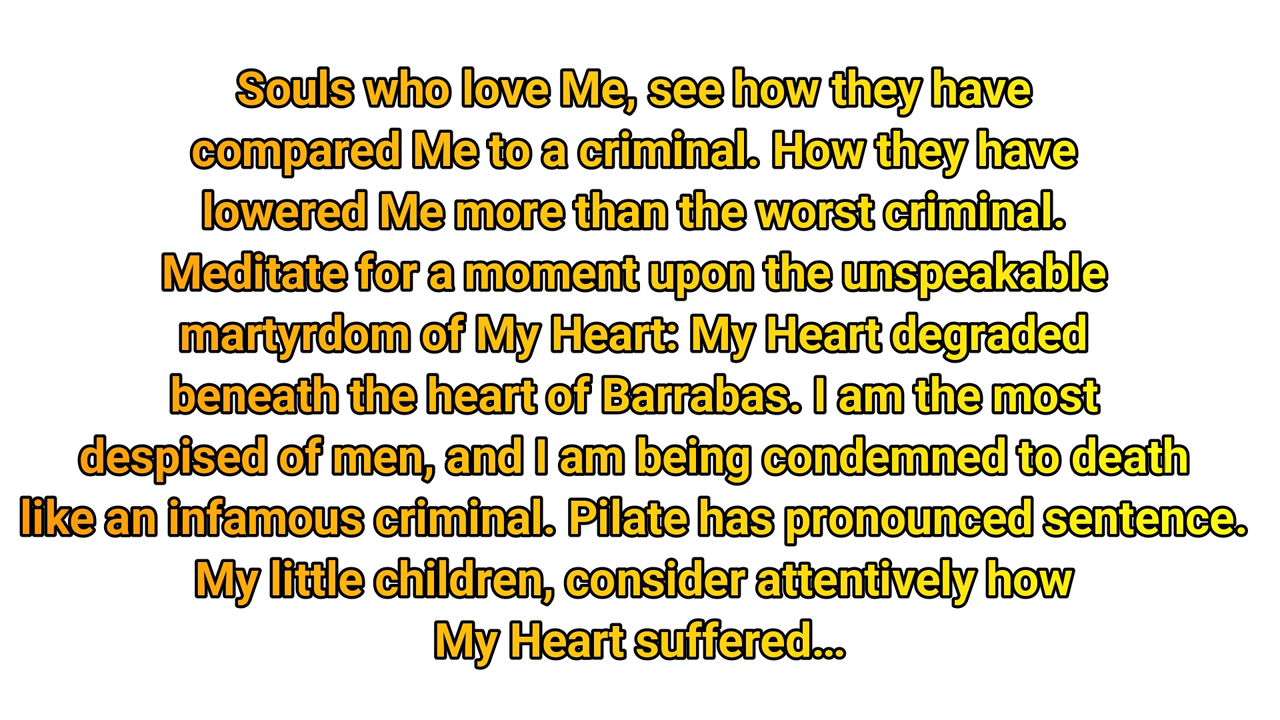 Souls who love Me, see how they have
compared Me to a criminal. How they have
lowered Me more than the worst criminal.
Meditate for a moment upon the unspeakable
martyrdom of My Heart: My Heart degraded
beneath the heart of Barrabas. I am the most
despised of men, and I am being condemned to death
like an infamous criminal. Pilate has pronounced sentence.
My little children, consider attentively how
My Heart suffered...